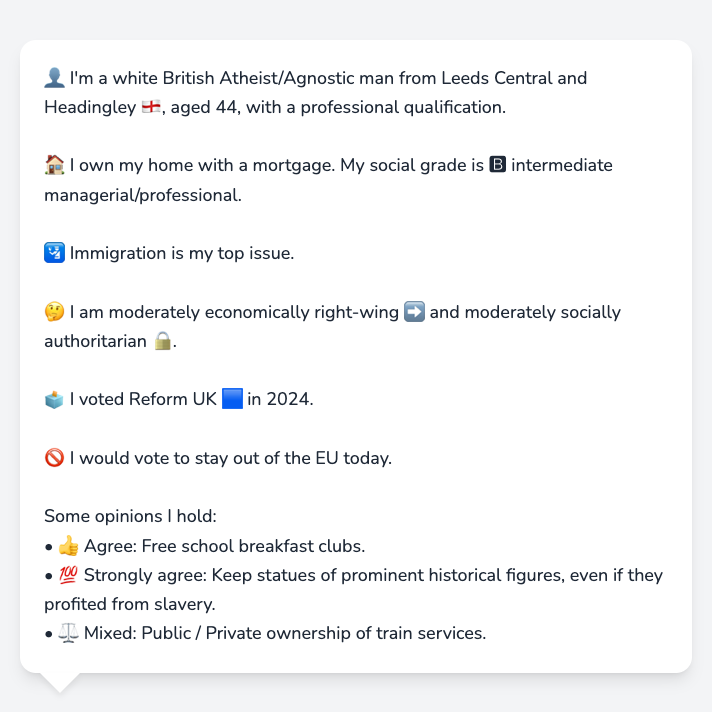 👤 I'm a white British Atheist/Agnostic man from Leeds Central and
Headingley 🏴󠁧󠁢󠁥󠁮󠁧󠁿, aged 44, with a professional qualification.
🏠 I own my home with a mortgage. My social grade is 🅱 intermediate
managerial/professional.
🛂 Immigration is my top issue.
🤔 I am moderately economically right-wing ➡️ and moderately socially
authoritarian 🔒.
🗳️ I voted Reform UK 🟦 in 2024.
🚫 I would vote to stay out of the EU today.
Some opinions I hold:
• 👍 Agree: Free school breakfast clubs.
• 💯 Strongly agree: Keep statues of prominent historical figures, even if they
profited from slavery.
• ⚖️ Mixed: Public / Private ownership of train services.